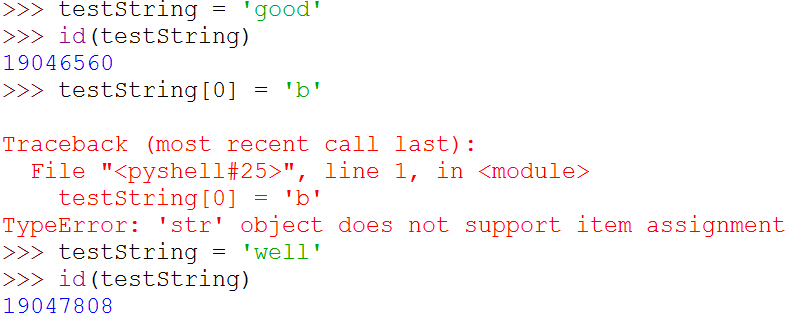 >>> testString = 'good'
>>> id(testString)
19046560
>>> testString[0] = 'b'
Traceback (most recent call last):
  File "<pyshell#25>", line 1, in <module>
    testString[0] = 'b'
TypeError: 'str' object does not support item assignment
>>> testString = 'well'
>>> id(testString)
19047808